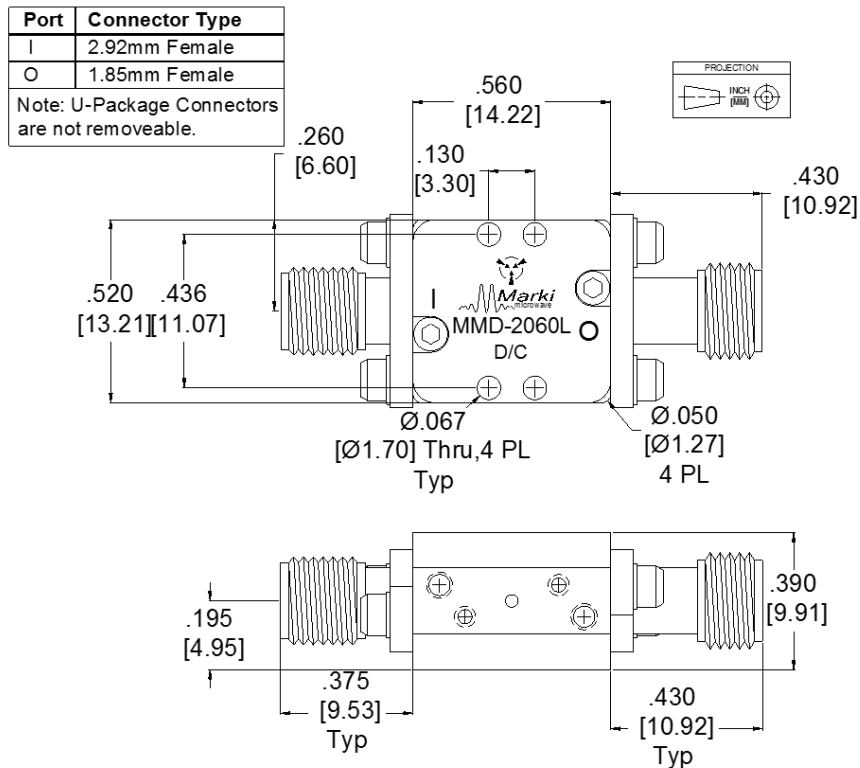 Port Connector Type
I 2.92mm Female
O 1.85mm Female
Note: U-Package Connectors
are not removeable.
PROJECTION
INCH
[MM]
.560
[14.22]
.260
[6.60]
.130
[3.30]
.430
[10.92]
.520
[13.21]
.436
[11.07]
I
Marki
microwave
MMD-2060L
O
D/C
Ø.067
[Ø1.70] Thru,4 PL
Typ
Ø.050
[Ø1.27]
4 PL
.195
[4.95]
.390
[9.91]
.375
[9.53]
Typ
.430
[10.92]
Typ